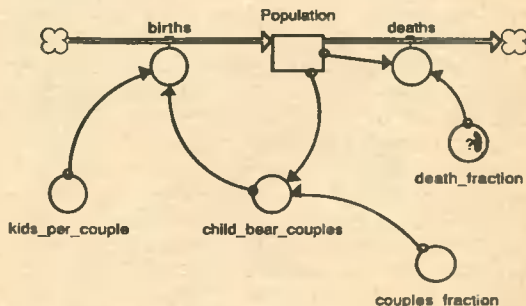 Population
births
deaths
?
death_fraction
kids_per_couple
child_bear_couples
couples_fraction